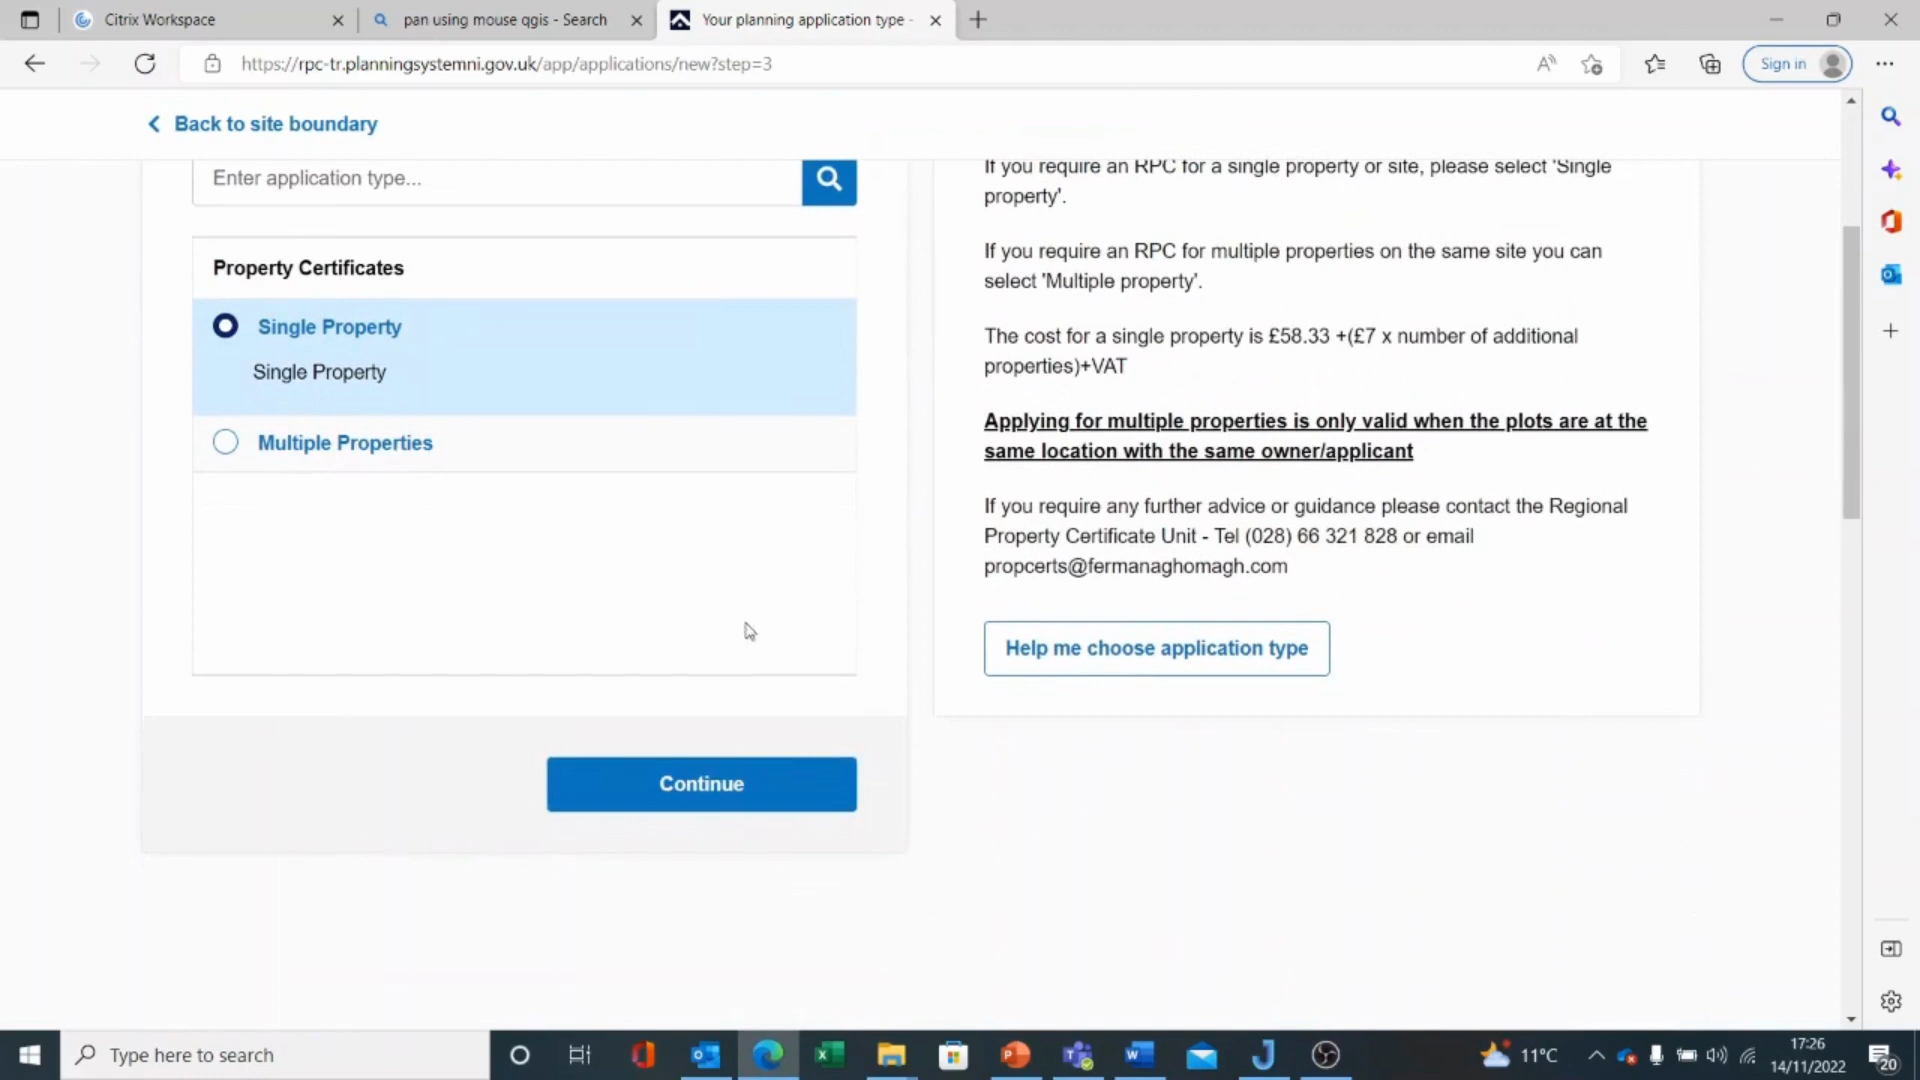 Citrix Workspace
pan using mouse qgis - Search
Your planning application type -
https://rpc-tr.planningsystemni.gov.uk/app/applications/new?step=3
Sign in
Back to site boundary
Enter application type...
Property Certificates
Single Property
Single Property
Multiple Properties
Continue
If you require an RPC for a single property or site, please select 'Single
property'.
If you require an RPC for multiple properties on the same site you can
select 'Multiple property'.
The cost for a single property is £58.33 +(£7 x number of additional
properties)+VAT
Applying for multiple properties is only valid when the plots are at the
same location with the same owner/applicant
If you require any further advice or guidance please contact the Regional
Property Certificate Unit - Tel (028) 66 321 828 or email
propcerts@fermanaghomagh.com
Help me choose application type
Type here to search
11°C
17:26
14/11/2022
20